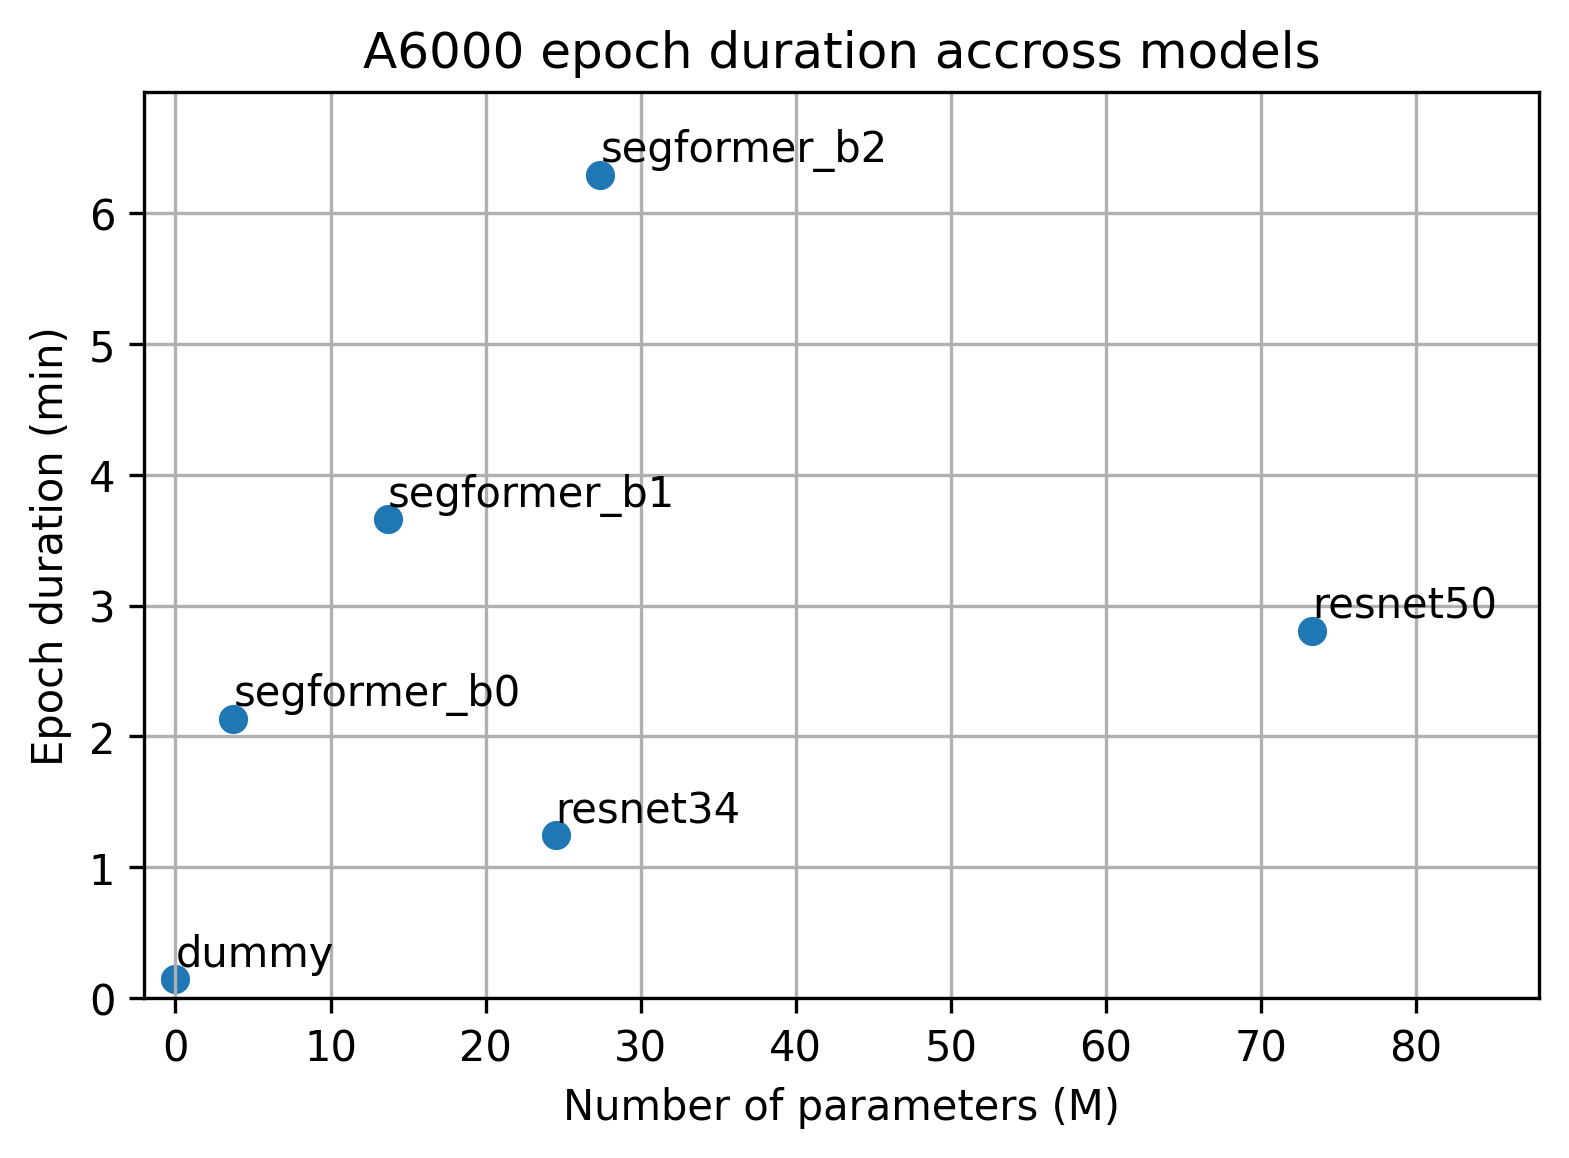 A6000 epoch duration accross models
segformer_b2
6
5
segformer_b1
4
resnet50
3
segformer_b0
2
resnet34
1
dummy
0
0 10 20 30 40 50 60 70 80
Epoch duration (min)
Number of parameters (M)